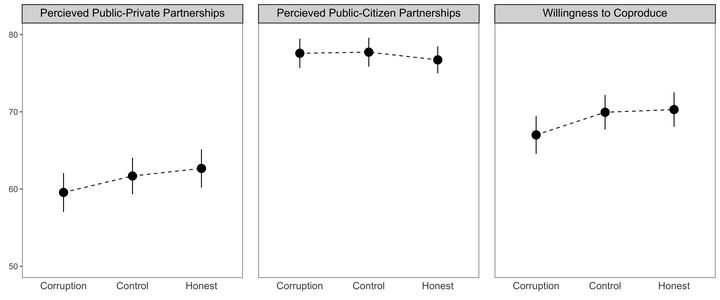 Percieved Public-Private Partnerships
Percieved Public-Citizen Partnerships
Willingness to Coproduce
80
70
60
50
Corruption Control Honest
Corruption Control Honest
Corruption Control Honest